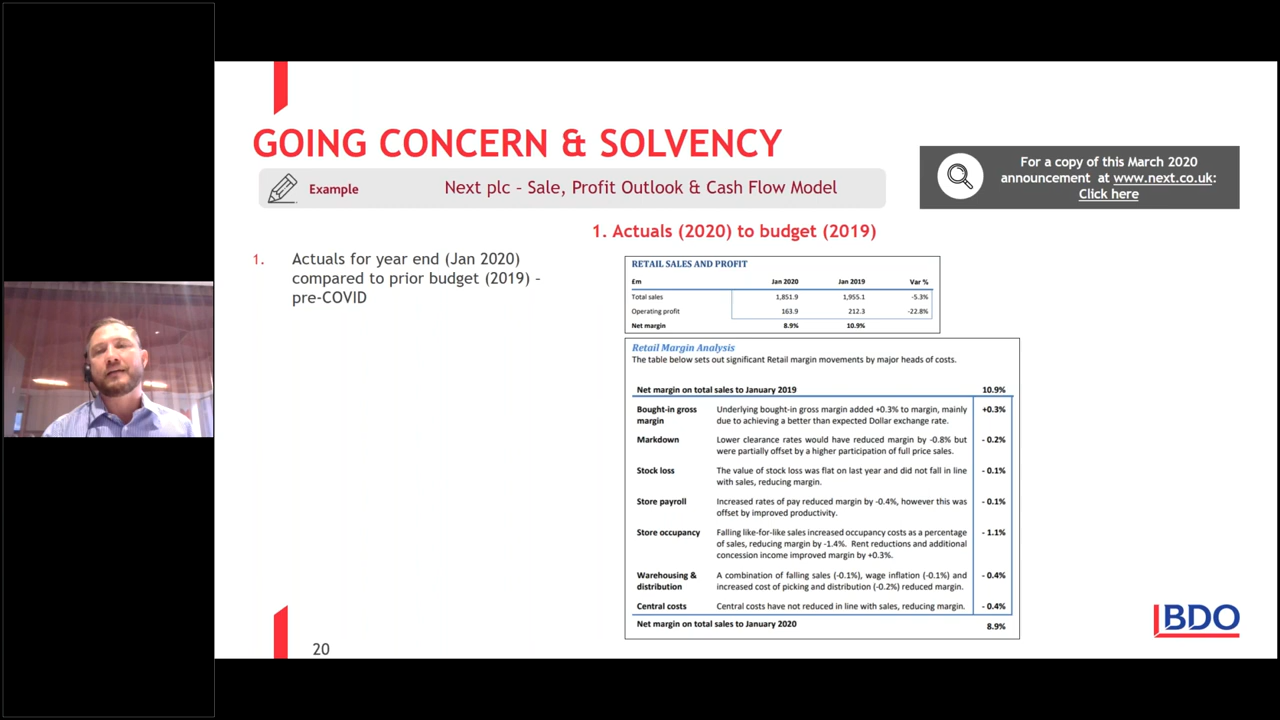 GOING CONCERN & SOLVENCY
Example
Next plc – Sale, Profit Outlook & Cash Flow Model
For a copy of this March 2020
announcement at www.next.co.uk:
Click here
1. Actuals (2020) to budget (2019)
1. Actuals for year end (Jan 2020)
compared to prior budget (2019) –
pre-COVID
RETAIL SALES AND PROFIT
£m Jan 2020 Jan 2019 Var %
Total sales 1,851.9 1,955.1 -5.3%
Operating profit 163.9 212.3 -22.8%
Net margin 8.9% 10.9%
Retail Margin Analysis
The table below sets out significant Retail margin movements by major heads of costs.
Net margin on total sales to January 2019 10.9%
Bought-in gross Underlying bought-in gross margin added +0.3% to margin, mainly +0.3%
margin due to achieving a better than expected Dollar exchange rate.
Markdown Lower clearance rates would have reduced margin by -0.8% but - 0.2%
were partially offset by a higher participation of full price sales.
Stock loss The value of stock loss was flat on last year and did not fall in line - 0.1%
with sales, reducing margin.
Store payroll Increased rates of pay reduced margin by -0.4%, however this was - 0.1%
offset by improved productivity.
Store occupancy Falling like-for-like sales increased occupancy costs as a percentage - 1.1%
of sales, reducing margin by -1.4%. Rent reductions and additional
concession income improved margin by +0.3%.
Warehousing & A combination of falling sales (-0.1%), wage inflation (-0.1%) and - 0.4%
distribution increased cost of picking and distribution (-0.2%) reduced margin.
Central costs Central costs have not reduced in line with sales, reducing margin. - 0.4%
Net margin on total sales to January 2020 8.9%
BDO
20